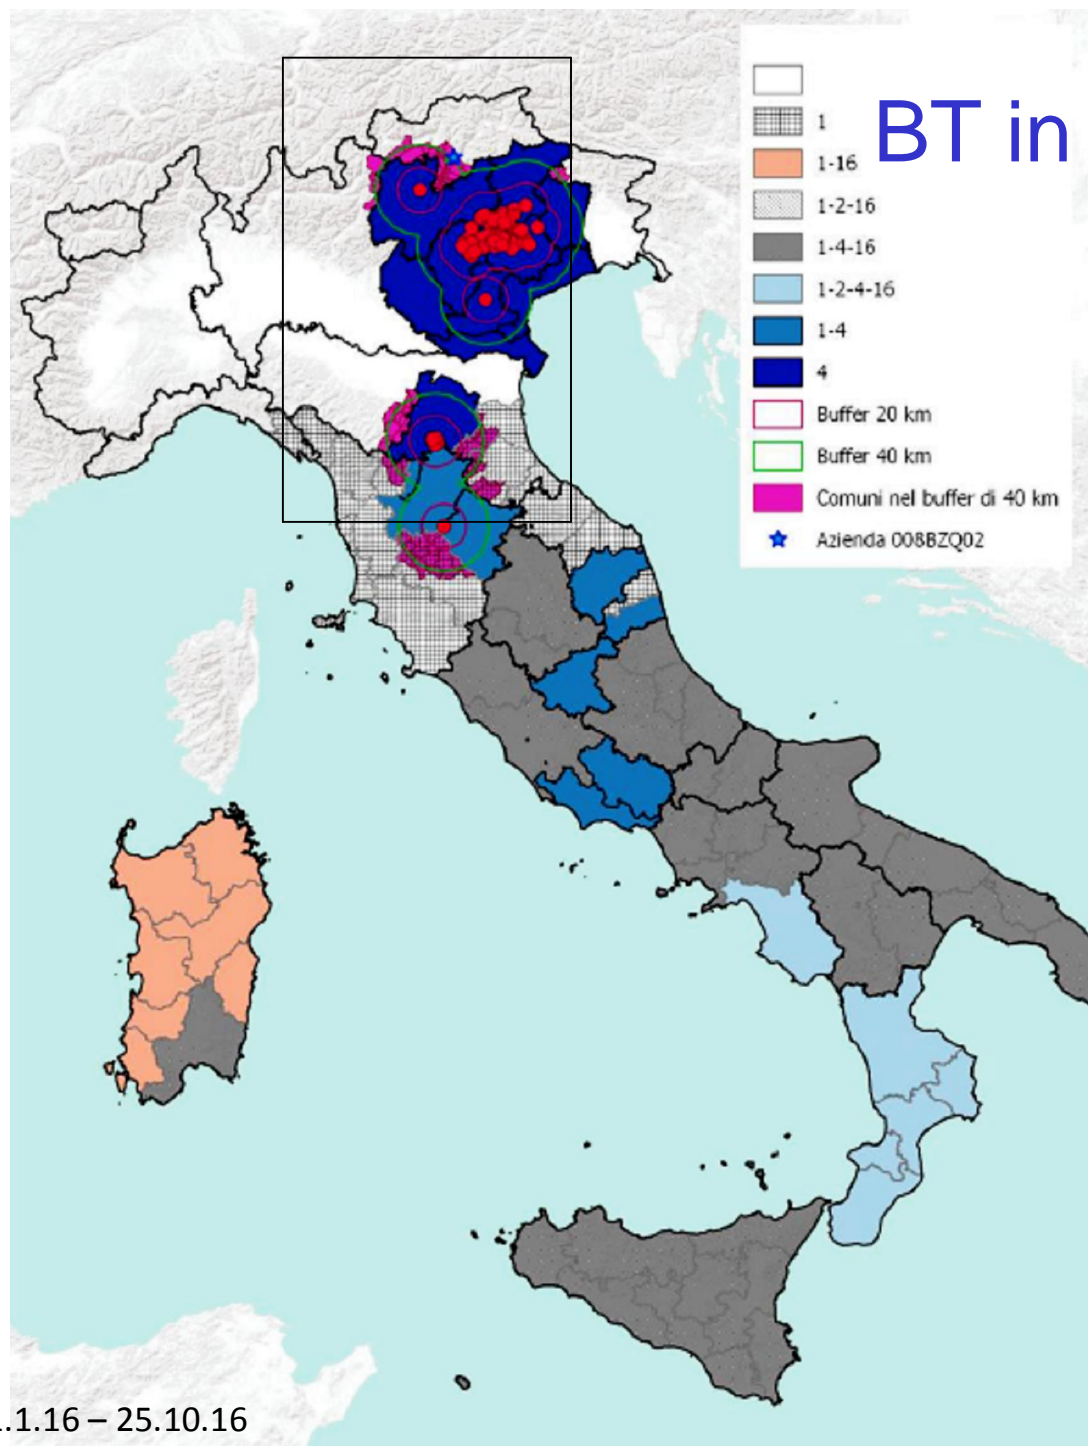 BT in
1
1-16
1-2-16
1-4-16
1-2-4-16
1-4
4
Buffer 20 km
Buffer 40 km
Comuni nel buffer di 40 km
Azienda 008BZQ02
.1.16 – 25.10.16